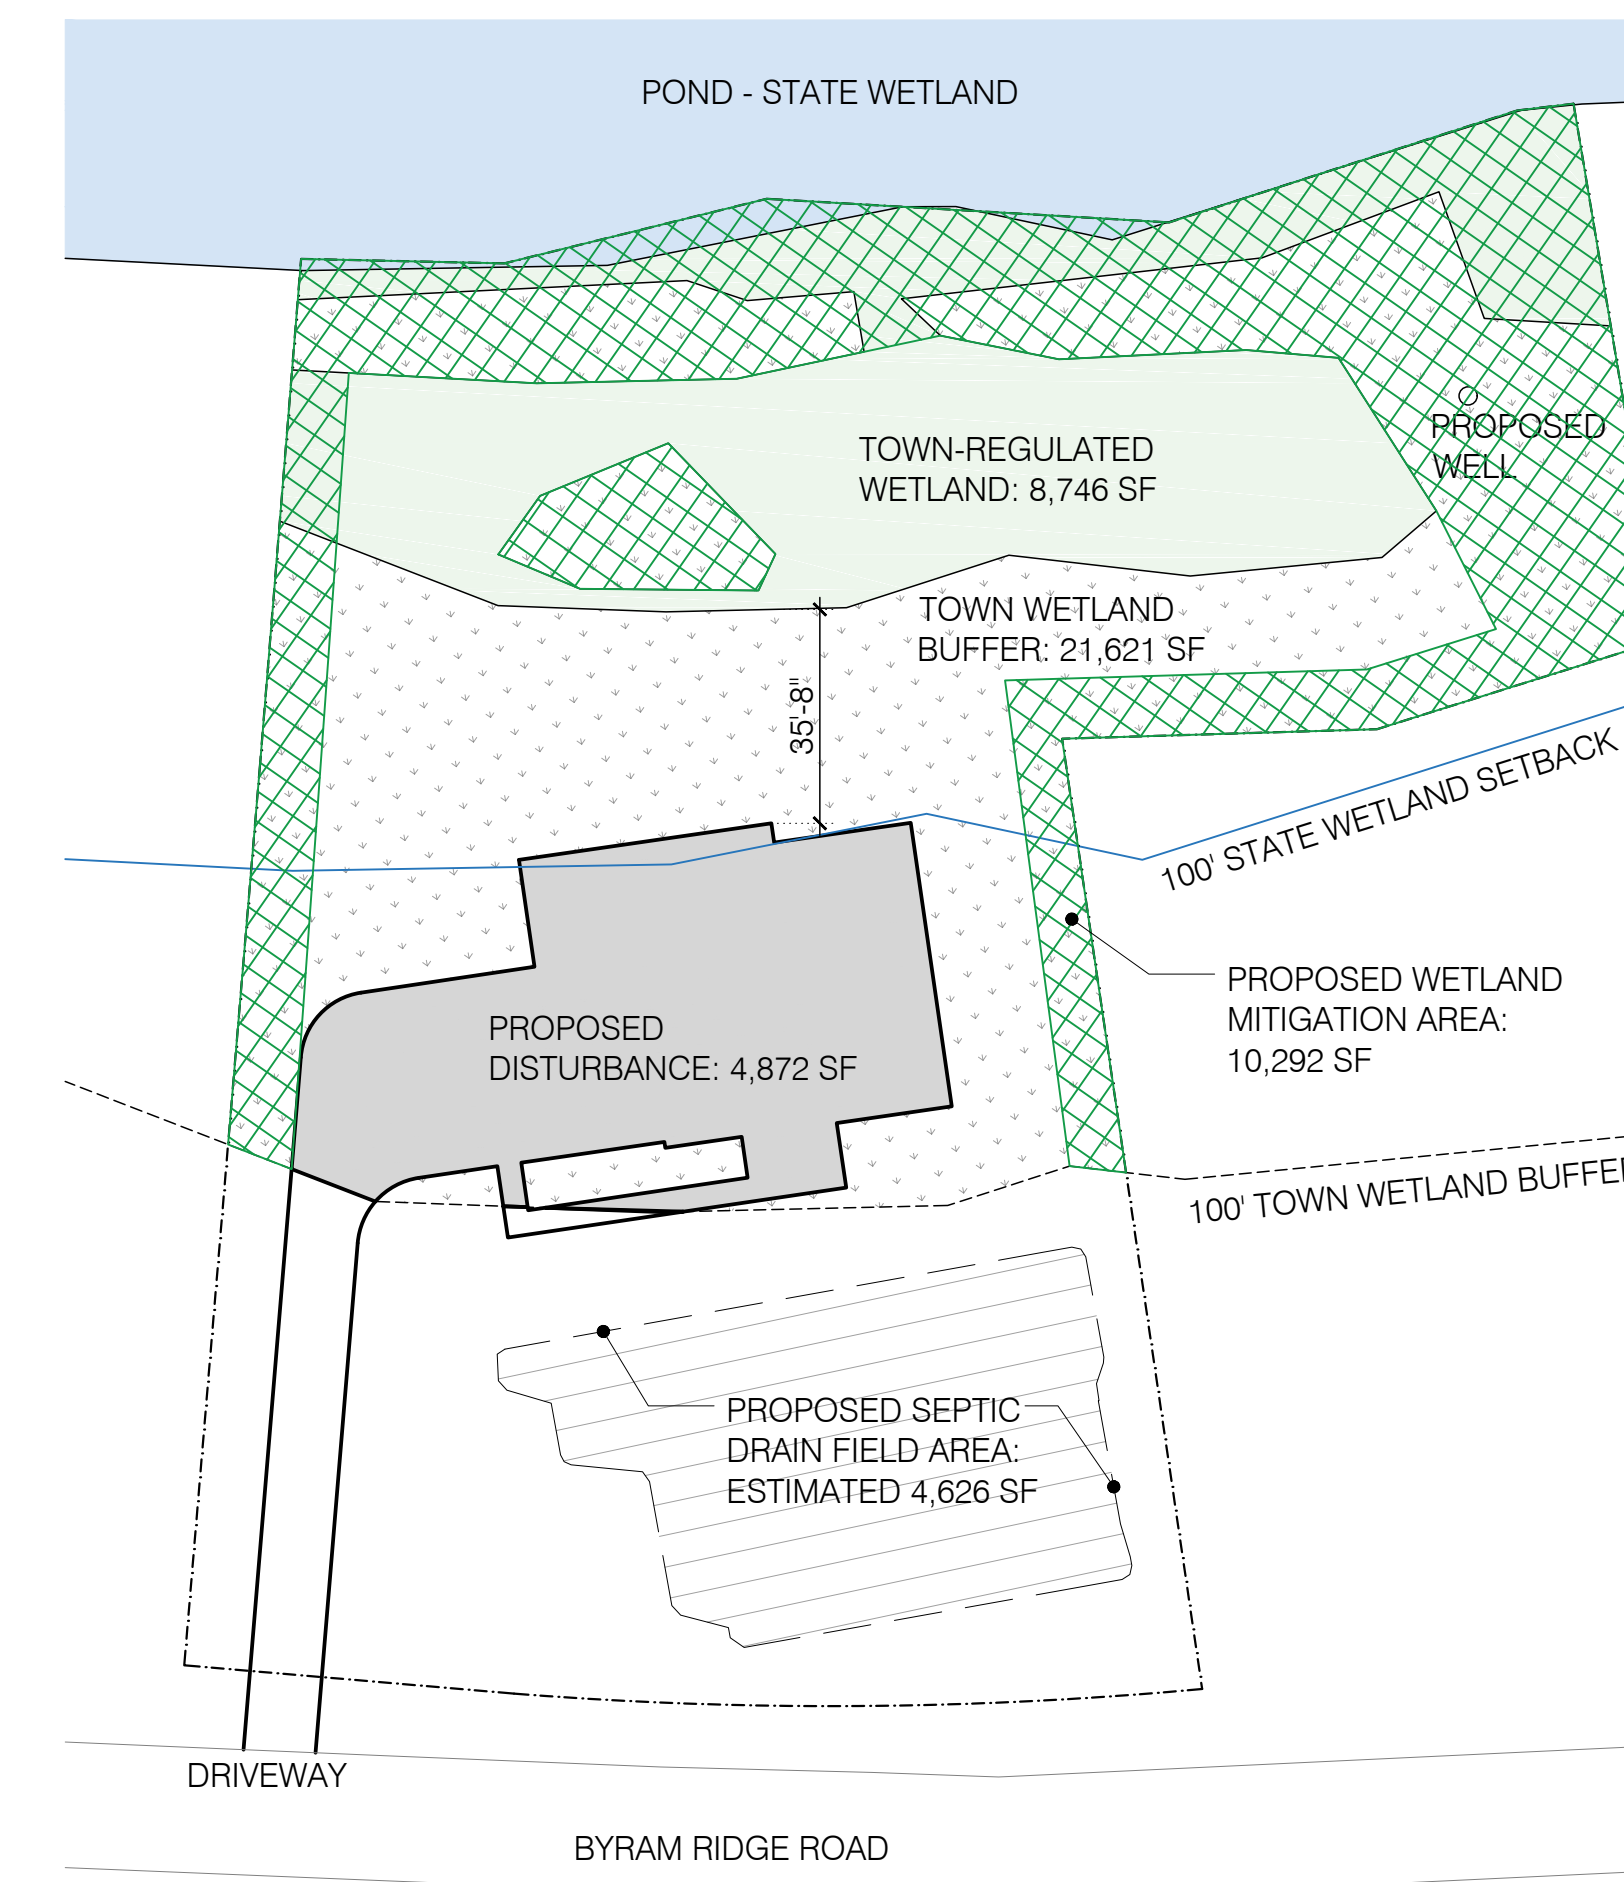 POND - STATE WETLAND
PROPOSED
WELL
TOWN-REGULATED
WETLAND: 8,746 SF
TOWN WETLAND
BUFFER: 21,621 SF
35'-8"
100' STATE WETLAND SETBACK
PROPOSED WETLAND
MITIGATION AREA:
10,292 SF
PROPOSED
DISTURBANCE: 4,872 SF
100' TOWN WETLAND BUFFER
PROPOSED SEPTIC
DRAIN FIELD AREA:
ESTIMATED 4,626 SF
DRIVEWAY
BYRAM RIDGE ROAD